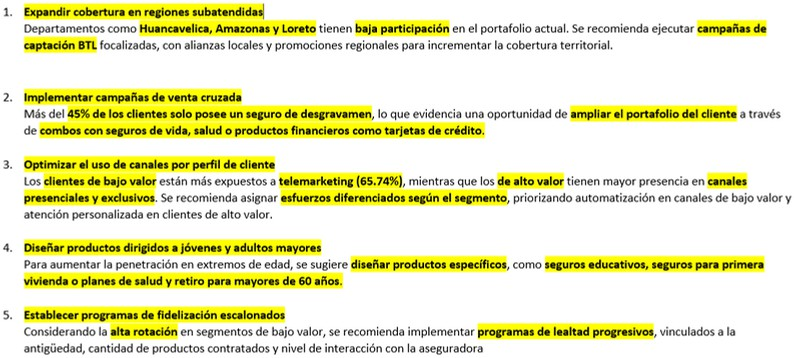 1. Expandir cobertura en regiones subatendidas
Departamentos como Huancavelica, Amazonas y Loreto tienen baja participación en el portafolio actual. Se recomienda ejecutar campañas de
captación BTL focalizadas, con alianzas locales y promociones regionales para incrementar la cobertura territorial.
2. Implementar campañas de venta cruzada
Más del 45% de los clientes solo posee un seguro de desgravamen, lo que evidencia una oportunidad de ampliar el portafolio del cliente a través
de combos con seguros de vida, salud o productos financieros como tarjetas de crédito.
3. Optimizar el uso de canales por perfil de cliente
Los clientes de bajo valor están más expuestos a telemarketing (65.74%), mientras que los de alto valor tienen mayor presencia en canales
presenciales y exclusivos. Se recomienda asignar esfuerzos diferenciados según el segmento, priorizando automatización en canales de bajo valor y
atención personalizada en clientes de alto valor.
4. Diseñar productos dirigidos a jóvenes y adultos mayores
Para aumentar la penetración en extremos de edad, se sugiere diseñar productos específicos, como seguros educativos, seguros para primera
vivienda o planes de salud y retiro para mayores de 60 años.
5. Establecer programas de fidelización escalonados
Considerando la alta rotación en segmentos de bajo valor, se recomienda implementar programas de lealtad progresivos, vinculados a la
antigüedad, cantidad de productos contratados y nivel de interacción con la aseguradora